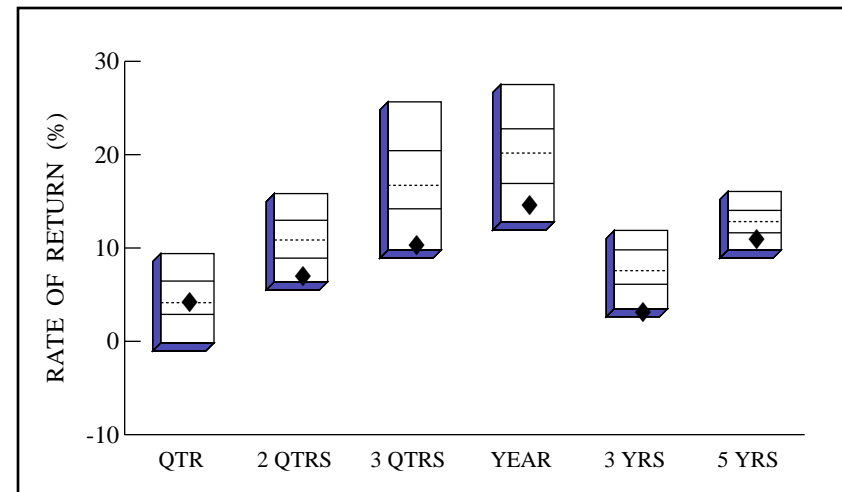 RATE OF RETURN (%)
30
20
10
0
-10
QTR 2 QTRS 3 QTRS YEAR 3 YRS 5 YRS